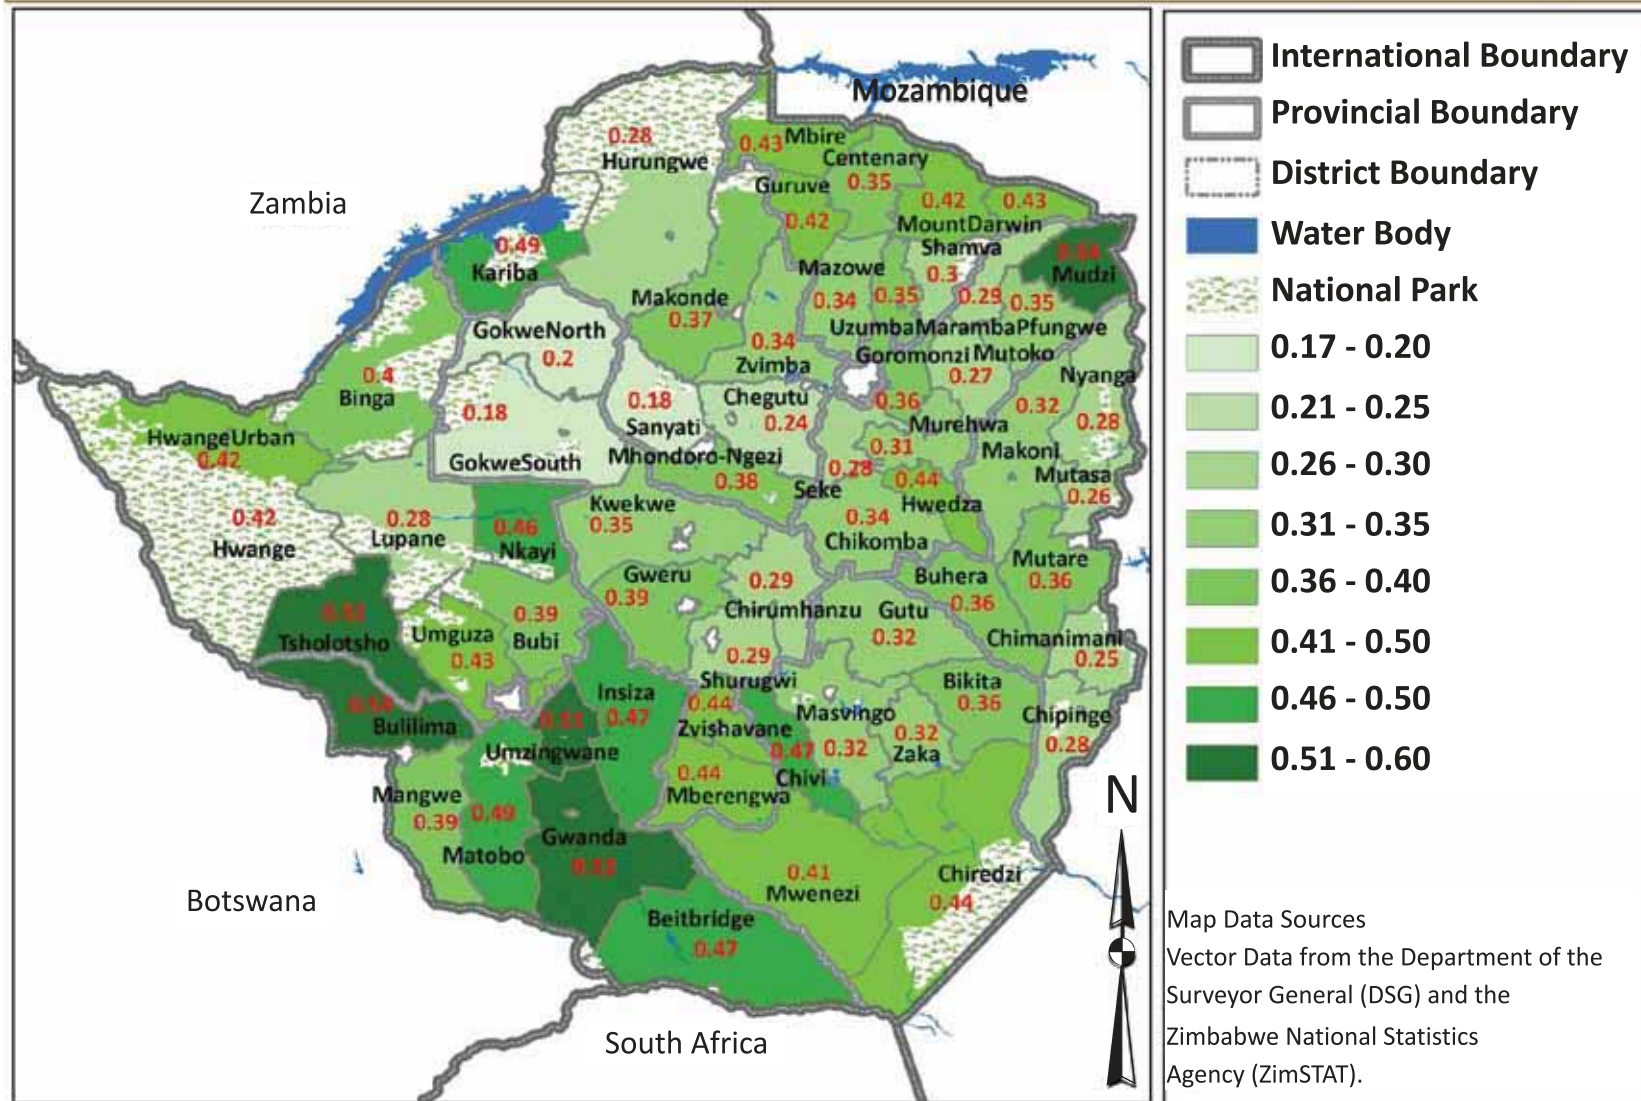 Mozambique
0.28
Hurungwe
0.43
Mbire
Centenary
0.35
Zambia
Guruve
0.42
0.42
0.43
MountDarwin
0.49
Kariba
Shamva
0.3
Mudzi
Mazowe
0.34
0.35
0.29
0.35
Makonde
0.37
UzumbaMarambaPfungwe
GokweNorth
0.2
0.34
Zvimba
Goromonzi
Mutoko
0.27
Nyanga
0.4
Binga
0.18
0.18
Sanyati
Chegutu
0.24
0.36
Murehwa
0.32
0.28
HwangeUrban
0.42
GokweSouth
Mhondoro-Ngezi
0.38
0.31
0.28
Seke
Makoni
Mutasa
0.26
0.44
Hwedza
0.42
Hwange
0.28
Lupane
0.46
Nkayi
Kwekwe
0.35
0.34
Chikomba
Mutare
0.36
Gweru
0.39
0.29
Chirumhanzu
Buhera
0.36
Gutu
0.32
Tsholotsho
Umguza
0.43
0.39
Bubi
Chimanimani
0.25
0.29
Shurugwi
Bikita
0.36
Bulilima
Insiza
0.47
0.44
Zvishavane
Masvingo
0.32
0.32
Zaka
Chipinge
0.28
Umzingwane
0.47
Chivi
0.44
Mberengwa
Mangwe
0.39
0.49
Matobo
Gwanda
0.41
Mwenezi
Chiredzi
0.44
Botswana
Beitbridge
0.47
South Africa
N
International Boundary
Provincial Boundary
District Boundary
Water Body
National Park
0.17 - 0.20
0.21 - 0.25
0.26 - 0.30
0.31 - 0.35
0.36 - 0.40
0.41 - 0.50
0.46 - 0.50
0.51 - 0.60
Map Data Sources
Vector Data from the Department of the
Surveyor General (DSG) and the
Zimbabwe National Statistics
Agency (ZimSTAT).